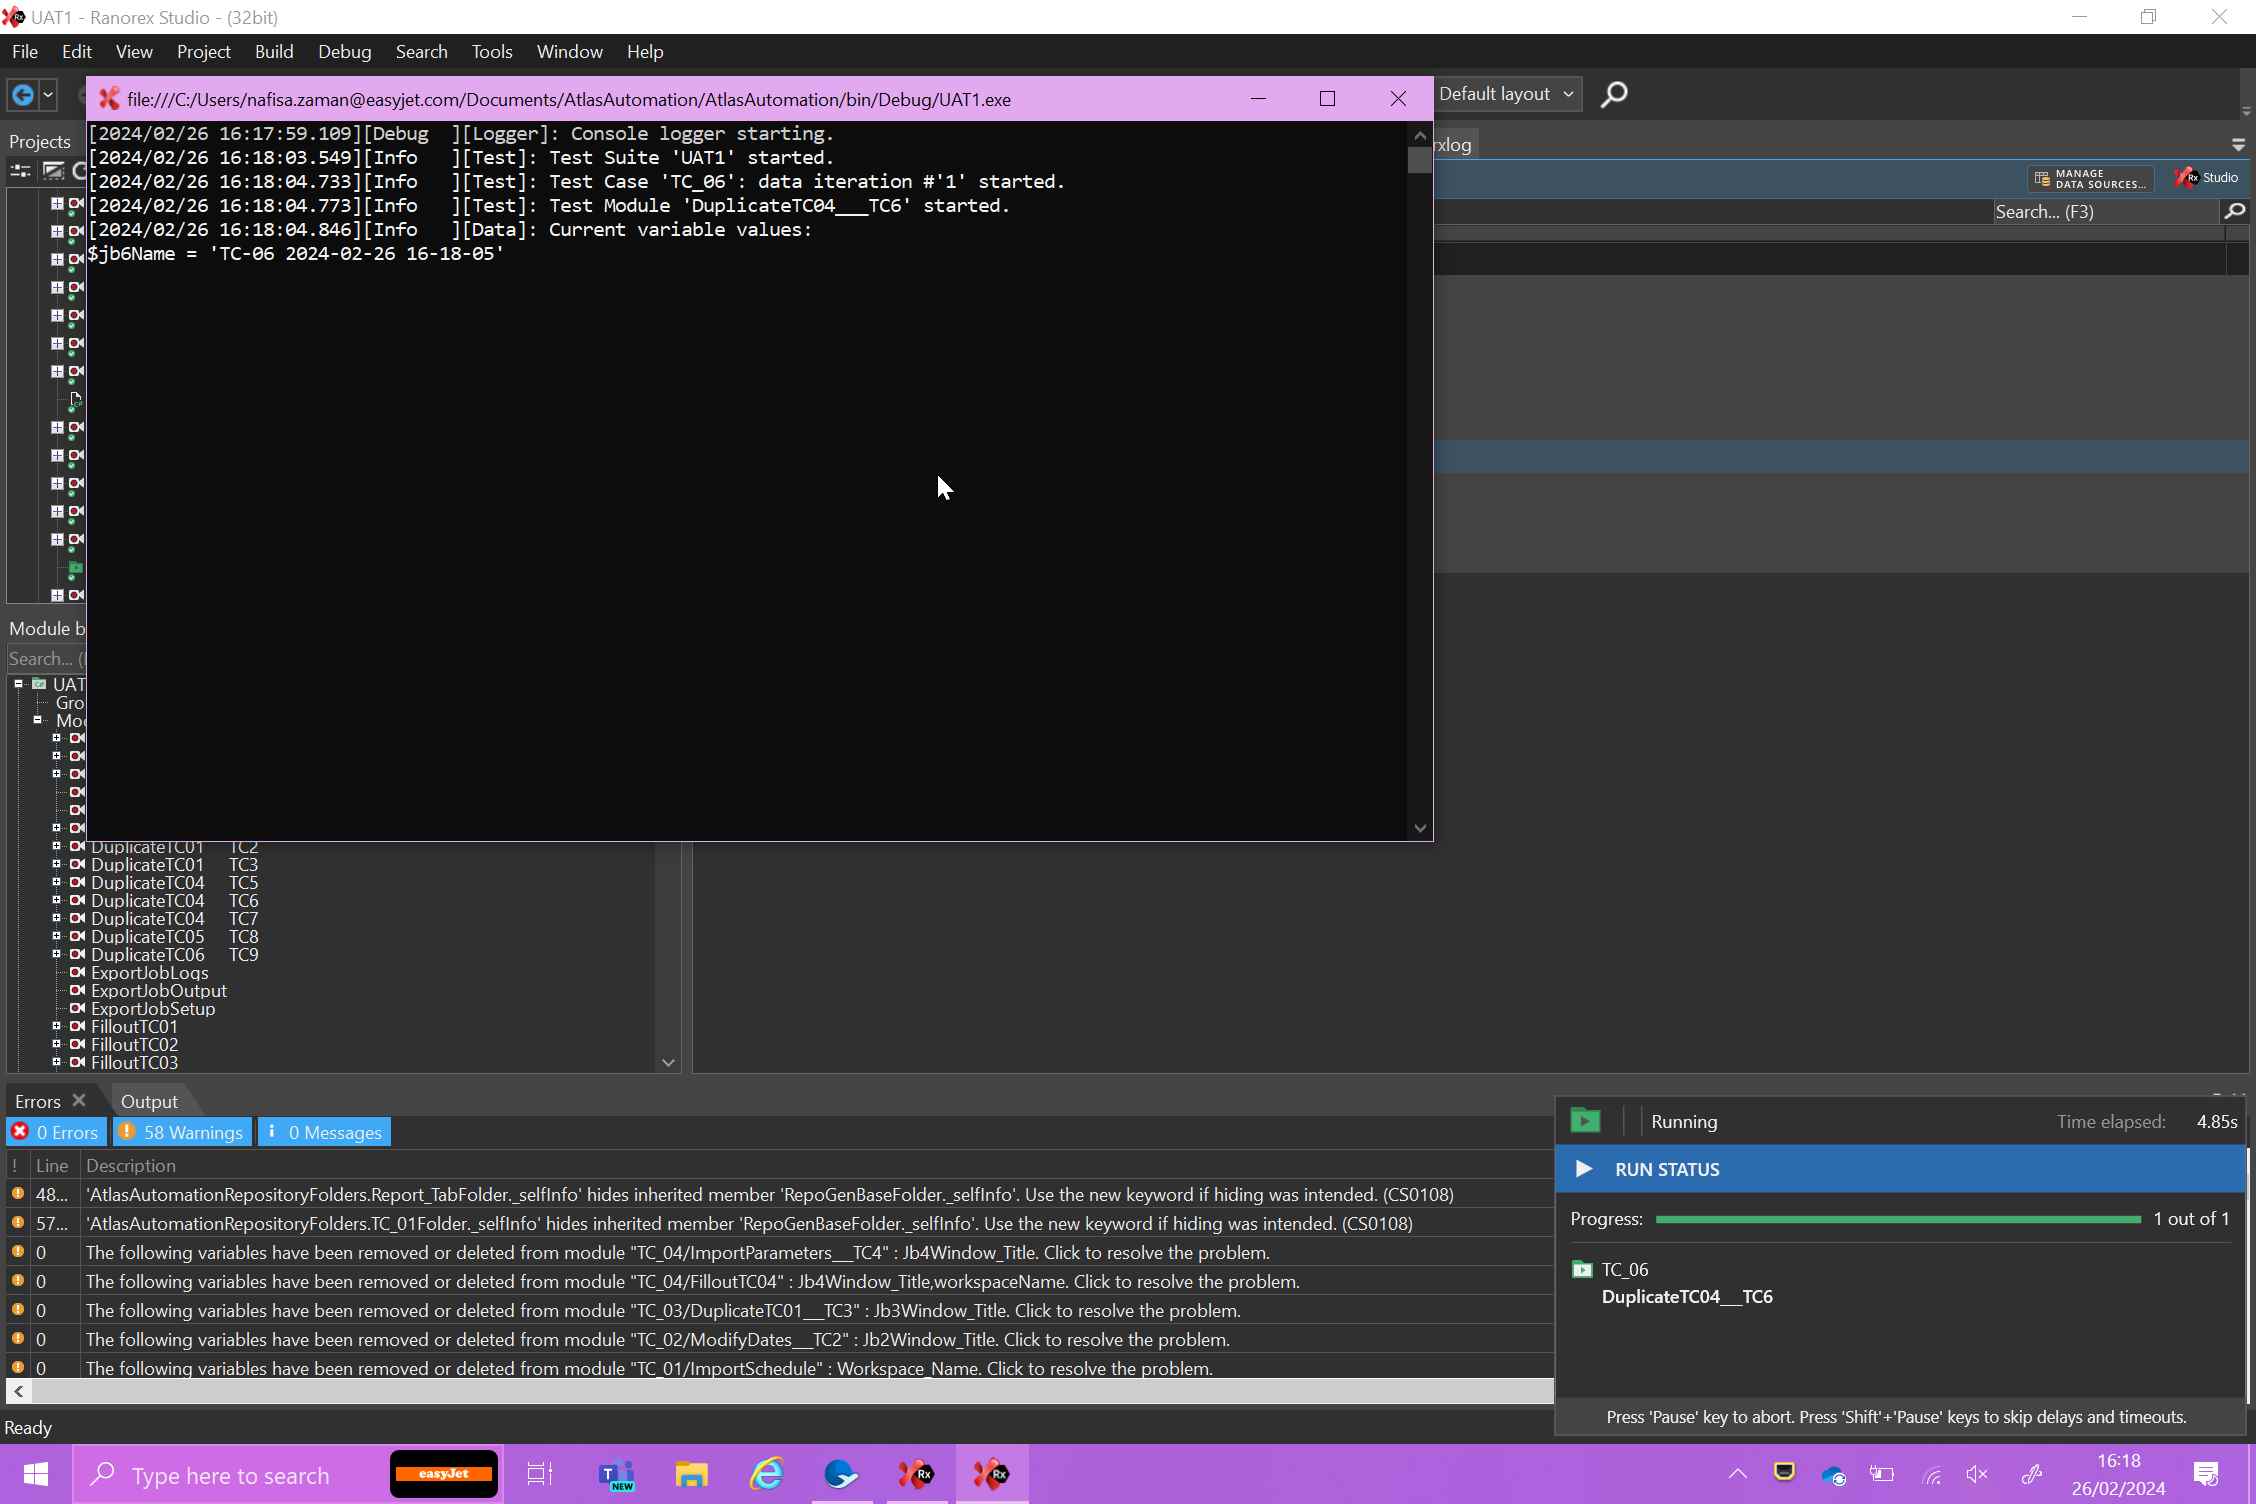 UAT1 - Ranorex Studio - (32bit)
File Edit View Project Build Debug Search Tools Window Help
file:///C:/Users/nafisa.zaman@easyjet.com/Documents/AtlasAutomation/AtlasAutomation/bin/Debug/UAT1.exe
Default layout
Projects
rxlog
[2024/02/26 16:17:59.109][Debug  ][Logger]: Console logger starting.
[2024/02/26 16:18:03.549][Info   ][Test]: Test Suite 'UAT1' started.
[2024/02/26 16:18:04.733][Info   ][Test]: Test Case 'TC_06': data iteration #'1' started.
[2024/02/26 16:18:04.773][Info   ][Test]: Test Module 'DuplicateTC04___TC6' started.
[2024/02/26 16:18:04.846][Info   ][Data]: Current variable values:
$jb6Name = 'TC-06 2024-02-26 16-18-05'
MANAGE
DATA SOURCES...
Rx Studio
Search... (F3)
Module b
Search... (
UAT
Gro
Mod
DuplicateTC01 TC2
DuplicateTC01 TC3
DuplicateTC04 TC5
DuplicateTC04 TC6
DuplicateTC04 TC7
DuplicateTC05 TC8
DuplicateTC06 TC9
ExportJobLogs
ExportJobOutput
ExportJobSetup
FilloutTC01
FilloutTC02
FilloutTC03
Errors Output
0 Errors 58 Warnings 0 Messages
! Line Description
48... 'AtlasAutomationRepositoryFolders.Report_TabFolder._selfInfo' hides inherited member 'RepoGenBaseFolder._selfInfo'. Use the new keyword if hiding was intended. (CS0108)
57... 'AtlasAutomationRepositoryFolders.TC_01Folder._selfInfo' hides inherited member 'RepoGenBaseFolder._selfInfo'. Use the new keyword if hiding was intended. (CS0108)
0 The following variables have been removed or deleted from module "TC_04/ImportParameters___TC4" : Jb4Window_Title. Click to resolve the problem.
0 The following variables have been removed or deleted from module "TC_04/FilloutTC04" : Jb4Window_Title,workspaceName. Click to resolve the problem.
0 The following variables have been removed or deleted from module "TC_03/DuplicateTC01___TC3" : Jb3Window_Title. Click to resolve the problem.
0 The following variables have been removed or deleted from module "TC_02/ModifyDates___TC2" : Jb2Window_Title. Click to resolve the problem.
0 The following variables have been removed or deleted from module "TC_01/ImportSchedule" : Workspace_Name. Click to resolve the problem.
Running Time elapsed: 4.85s
RUN STATUS
Progress: 1 out of 1
TC_06
DuplicateTC04___TC6
Press 'Pause' key to abort. Press 'Shift'+'Pause' keys to skip delays and timeouts.
Ready
Type here to search
easyJet
NEW
Rx
Rx
16:18
26/02/2024